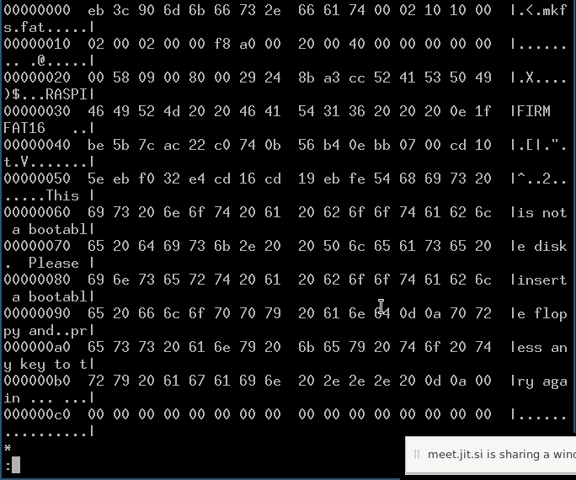 00000000 eb 3c 90 6d 6b 66 73 2e 66 61 74 00 02 10 10 00 |.<.mkf
s.fat.....|
00000010 02 00 02 00 00 f8 a0 00 20 00 40 00 00 00 00 00 |......
.. .@.....|
00000020 00 58 09 00 80 00 29 24 8b a3 cc 52 41 53 50 49 |.X....
)$...RASPI|
00000030 46 49 52 4d 20 20 46 41 54 31 36 20 20 20 0e 1f |FIRM
FAT16 ..|
00000040 be 5b 7c ac 22 c0 74 0b 56 b4 0e bb 07 00 cd 10 |.[|.".
t.V.......|
00000050 5e eb f0 32 e4 cd 16 cd 19 eb fe 54 68 69 73 20 |^..2..
.....This |
00000060 69 73 20 6e 6f 74 20 61 20 62 6f 6f 74 61 62 6c |is not
a bootabl|
00000070 65 20 64 69 73 6b 2e 20 20 50 6c 65 61 73 65 20 |e disk
. Please |
00000080 69 6e 73 65 72 74 20 61 20 62 6f 6f 74 61 62 6c |insert
a bootabl|
00000090 65 20 66 6c 6f 70 70 79 20 61 6e 64 0d 0a 70 72 |e flop
py and..pr|
000000a0 65 73 73 20 61 6e 79 20 6b 65 79 20 74 6f 20 74 |ess an
y key to t|
000000b0 72 79 20 61 67 61 69 6e 20 2e 2e 2e 20 0d 0a 00 |ry aga
in ... ...|
000000c0 00 00 00 00 00 00 00 00 00 00 00 00 00 00 00 00 |......
..........|
*
:
meet.jit.si is sharing a